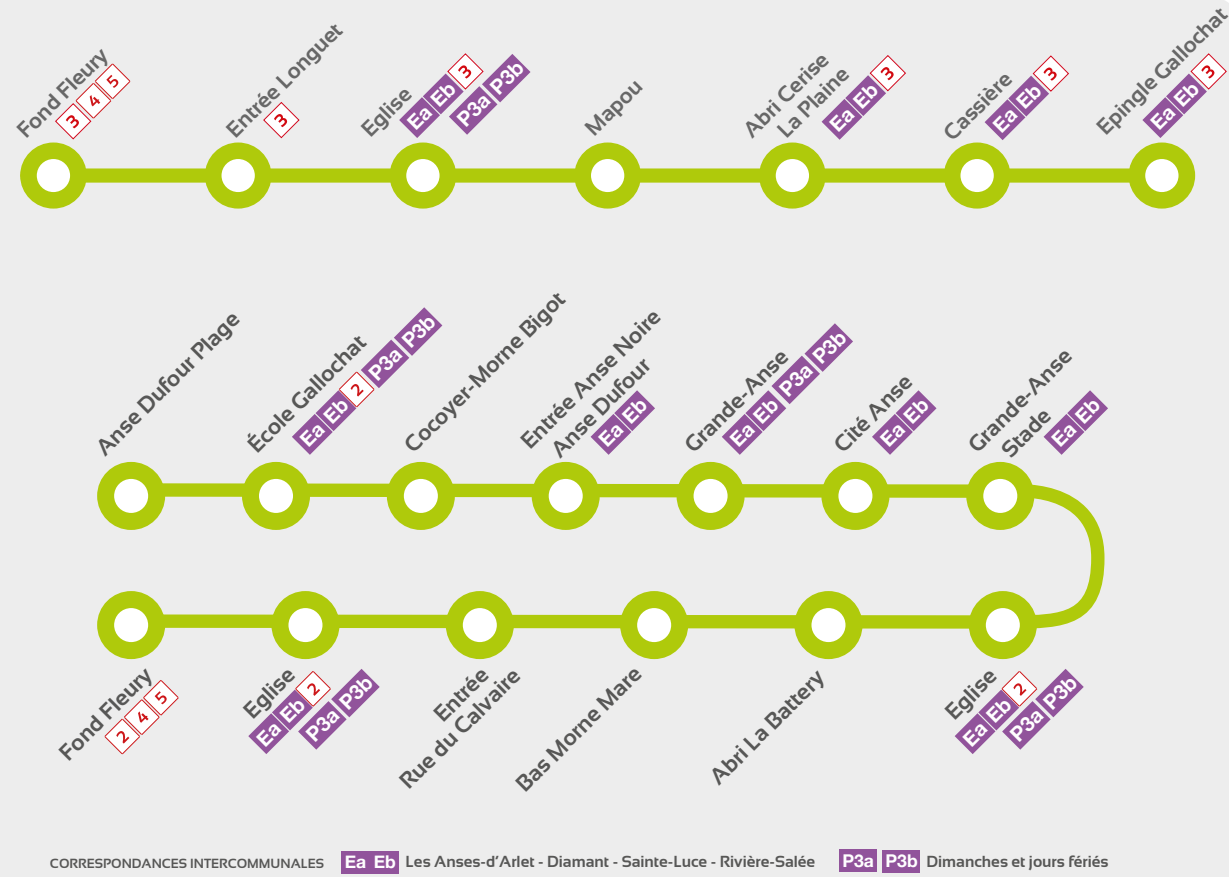 Fond Fleury
3 4 5
Entrée Longuet
3
Eglise
Ea Eb 3
P3a P3b
Mapou
Abri Cerise
La Plaine
Ea Eb 3
Cassière
Ea Eb 3
Epingle Gallochat
Ea Eb 3
Anse Dufour Plage
École Gallochat
Ea Eb 2 P3a P3b
Cocoyer-Morne Bigot
Entrée Anse Noire
Anse Dufour
Ea Eb
Grande-Anse
Ea Eb P3a P3b
Cité Anse
Ea Eb
Grande-Anse
Stade
Ea Eb
Fond Fleury
2 4 5
Eglise
Ea Eb 2
P3a P3b
Entrée
Rue du Calvaire
Bas Morne Mare
Abri La Battery
Eglise
Ea Eb 2
P3a P3b
CORRESPONDANCES INTERCOMMUNALES Ea Eb Les Anses-d'Arlet - Diamant - Sainte-Luce - Rivière-Salée P3a P3b Dimanches et jours fériés